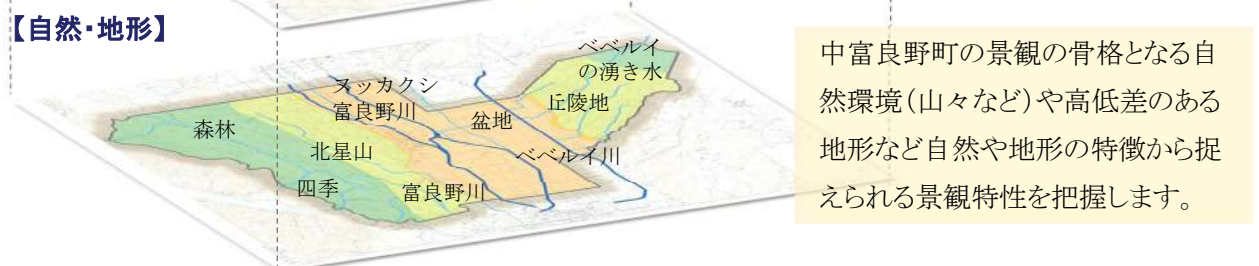 【自然・地形】
ベベルイ
の湧き水
ヌッカクシ
富良野川
丘陵地
盆地
森林
北星山
ベベルイ川
四季
富良野川
中富良野町の景観の骨格となる自
然環境（山々など）や高低差のある
地形など自然や地形の特徴から捉
えられる景観特性を把握します。